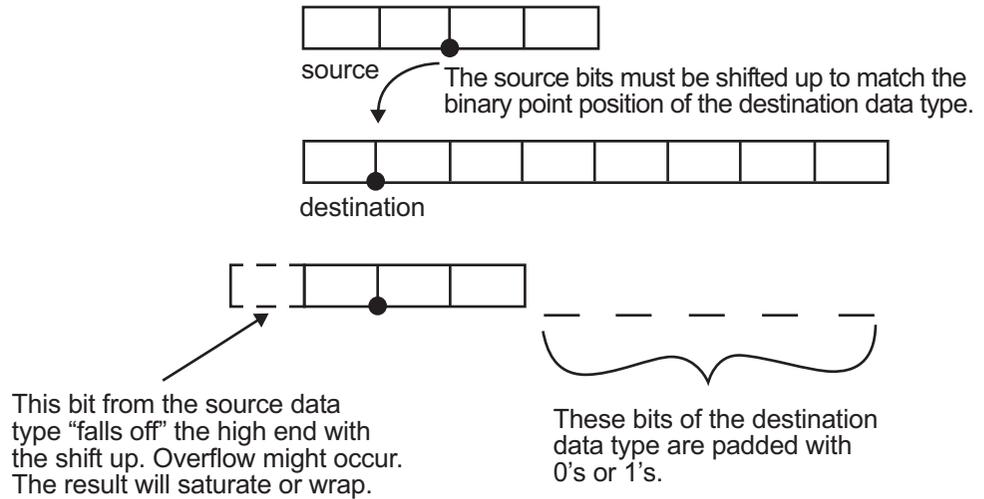 source
The source bits must be shifted up to match the
binary point position of the destination data type.
destination
This bit from the source data
type “falls off” the high end with
the shift up. Overflow might occur.
The result will saturate or wrap.
These bits of the destination
data type are padded with
0's or 1's.